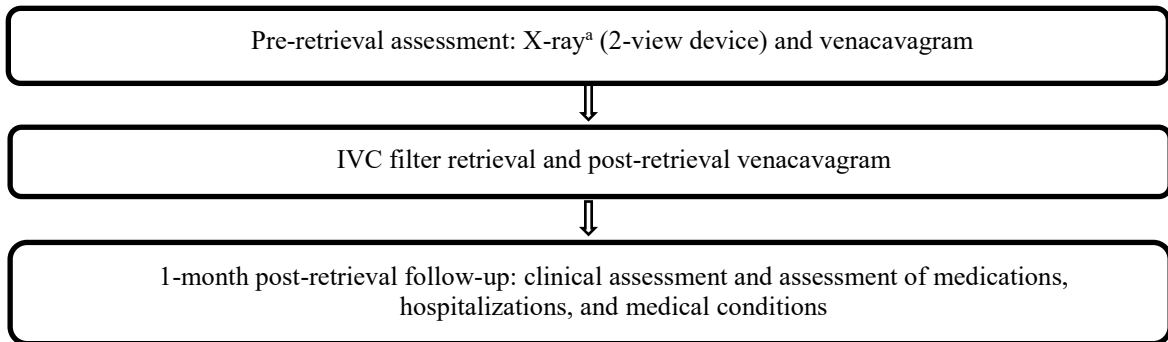 Pre-retrieval assessment: X-rayᵃ (2-view device) and venacavagram
IVC filter retrieval and post-retrieval venacavagram
1-month post-retrieval follow-up: clinical assessment and assessment of medications,
hospitalizations, and medical conditions